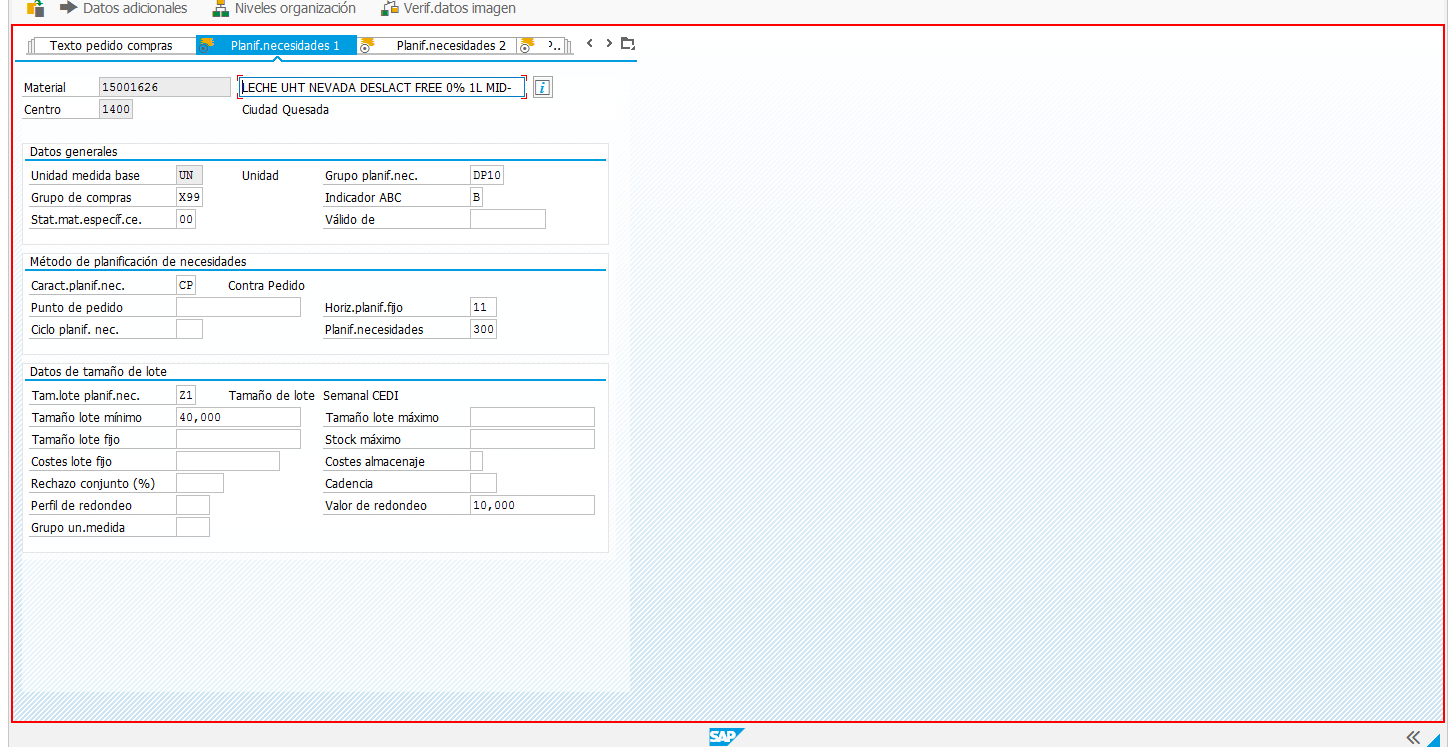 Datos adicionales Niveles organización Verif.datos imagen
Texto pedido compras Planif.necesidades 1 Planif.necesidades 2
Material 15001626 LECHE UHT NEVADA DESLACT FREE 0% 1L MID-
Centro 1400 Ciudad Quesada
Datos generales
Unidad medida base UN Unidad Grupo planif.nec. DP10
Grupo de compras X99 Indicador ABC B
Stat.mat.específ.ce. 00 Válido de
Método de planificación de necesidades
Caract.planif.nec. CP Contra Pedido
Punto de pedido Horiz.planif.fijo 11
Ciclo planif. nec. Planif.necesidades 300
Datos de tamaño de lote
Tam.lote planif.nec. Z1 Tamaño de lote Semanal CEDI
Tamaño lote mínimo 40,000 Tamaño lote máximo
Tamaño lote fijo Stock máximo
Costes lote fijo Costes almacenaje
Rechazo conjunto (%) Cadencia
Perfil de redondeo Valor de redondeo 10,000
Grupo un.medida
SAP